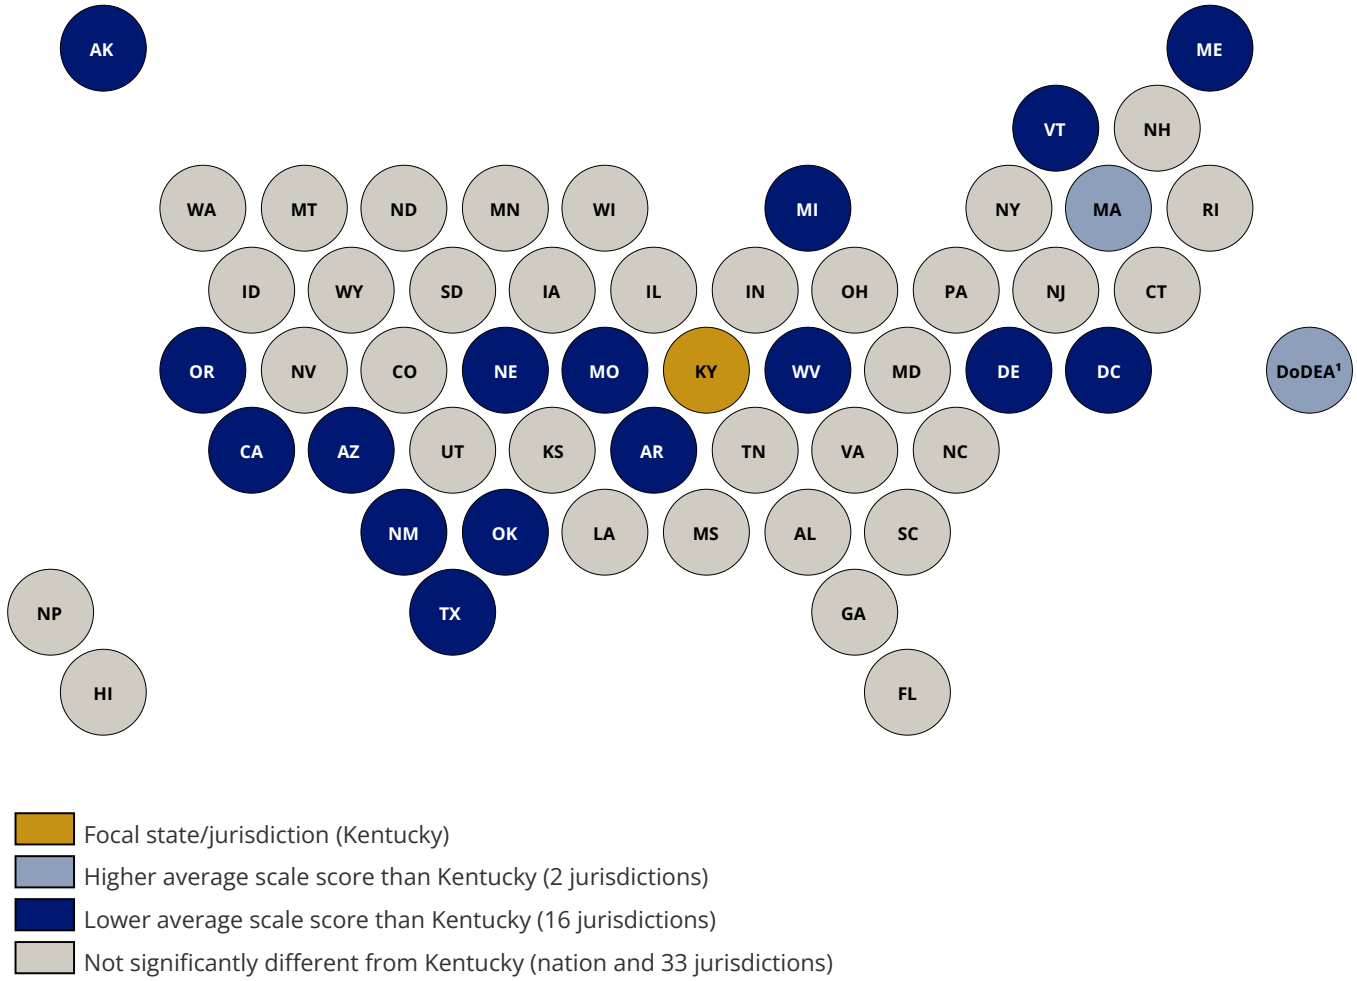 AK ME
VT NH
WA MT ND MN WI MI NY MA RI
ID WY SD IA IL IN OH PA NJ CT
OR NV CO NE MO KY WV MD DE DC DoDEA¹
CA AZ UT KS AR TN VA NC
NM OK LA MS AL SC
NP TX GA
HI FL
Focal state/jurisdiction (Kentucky)
Higher average scale score than Kentucky (2 jurisdictions)
Lower average scale score than Kentucky (16 jurisdictions)
Not significantly different from Kentucky (nation and 33 jurisdictions)